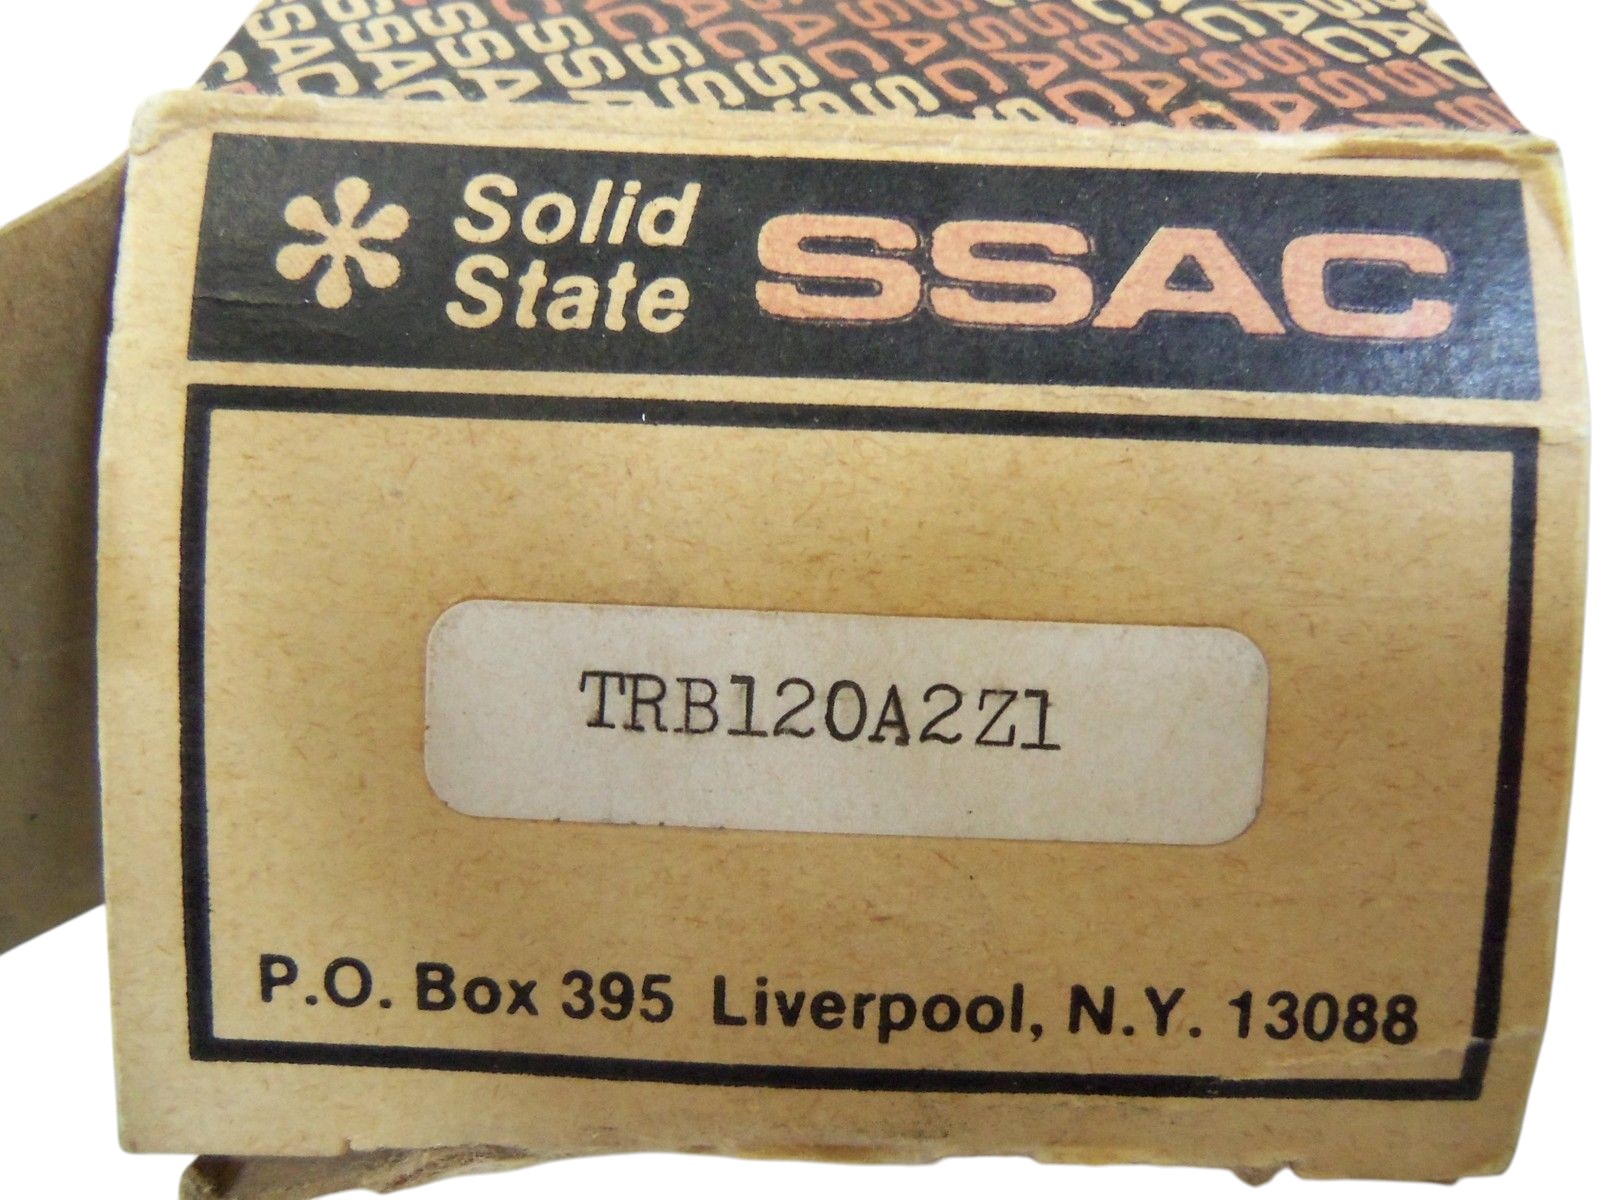 Solid
State
SSAC
TRB120A2Z1
P.O. Box 395 Liverpool, N.Y. 13088